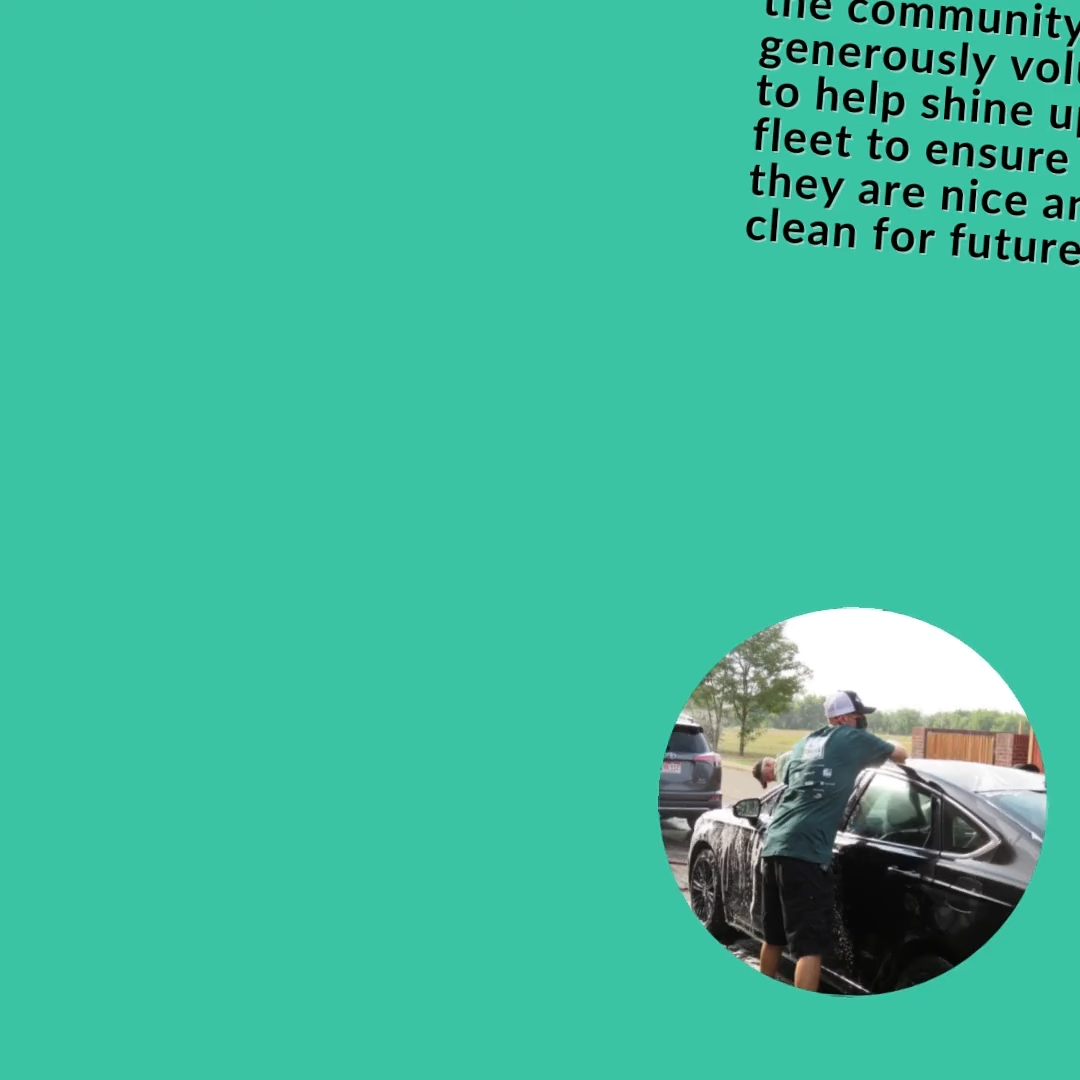 the community
generously
to help shine
fleet to ensure
they are nice
clean for future